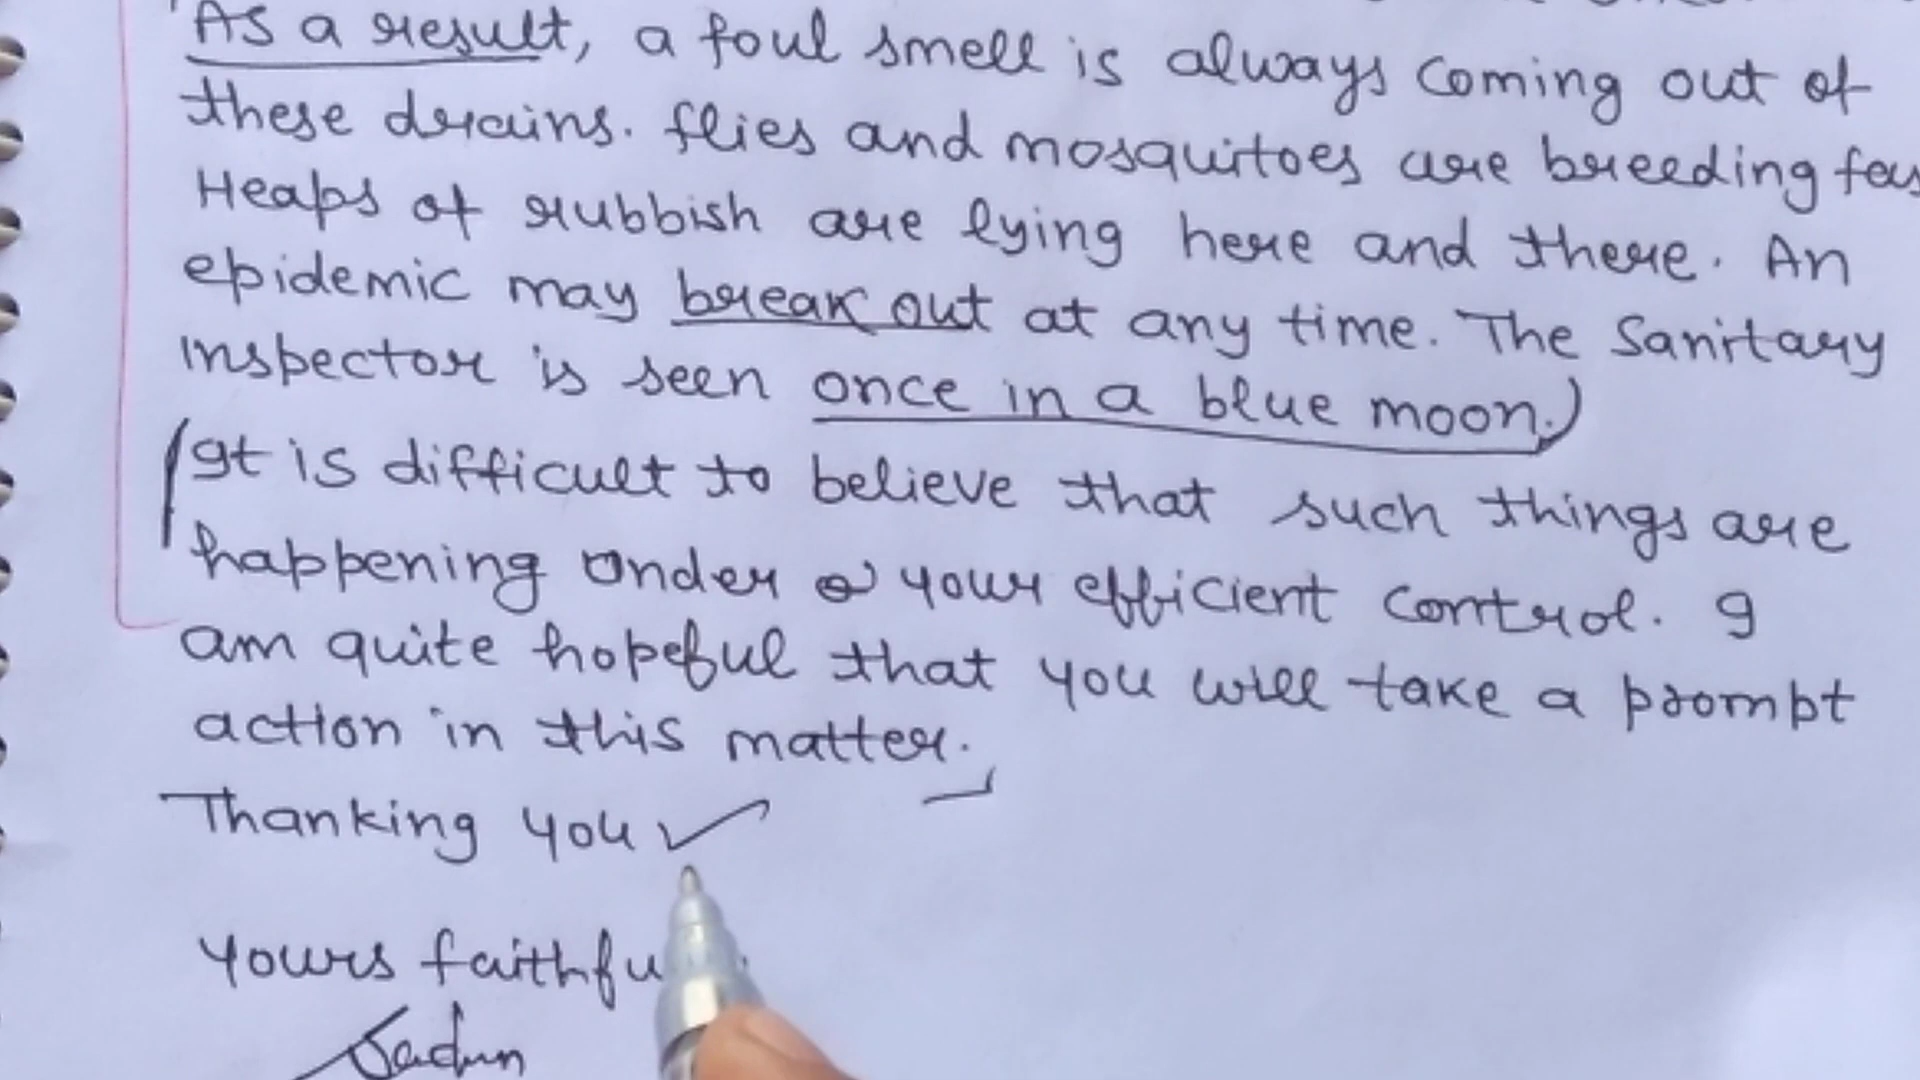 As a result, a foul smell is always coming out of
these drains. flies and mosquitoes are breeding
Heaps of rubbish are lying here and there. An
epidemic may break out at any time. The Sanitary
inspector is seen once in a blue moon.)
(It is difficult to believe that such things are
happening under your efficient control. I
am quite hopeful that you will take a prompt
action in this matter.
Thanking you
Yours faithfu